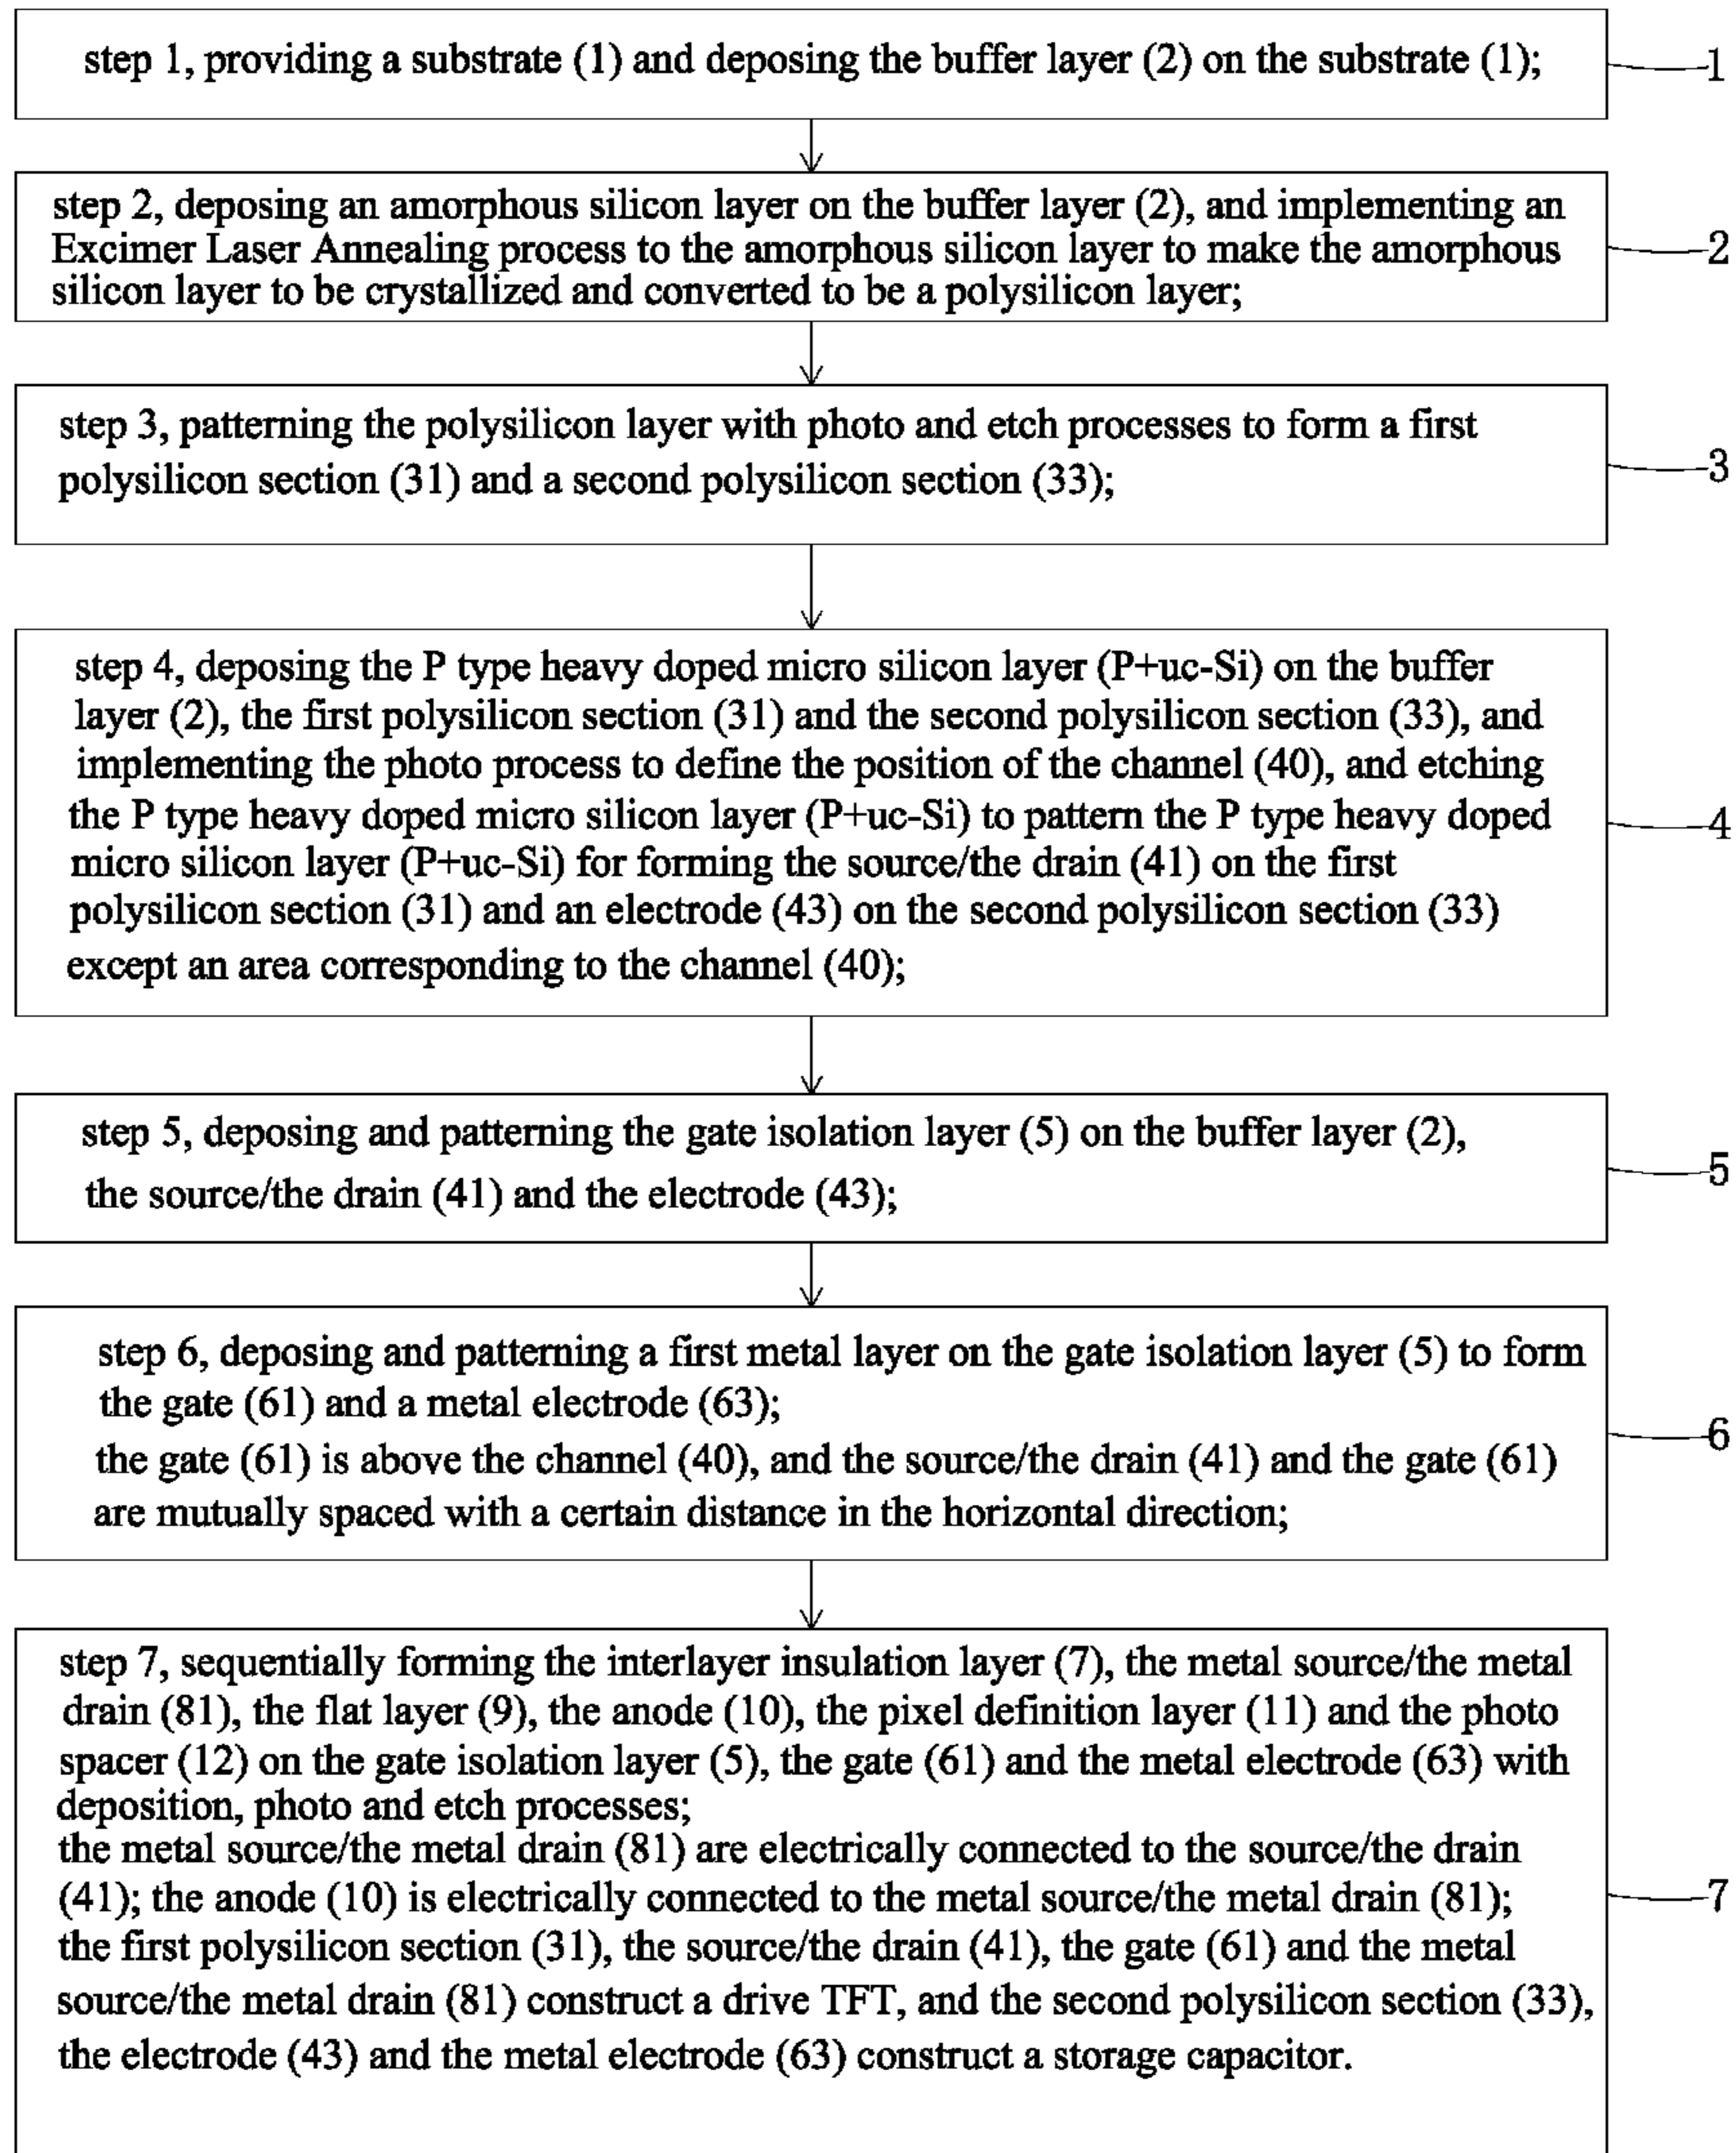 step 1, providing a substrate (1) and deposing the buffer layer (2) on the substrate (1);
1
step 2, deposing an amorphous silicon layer on the buffer layer (2), and implementing an
Excimer Laser Annealing process to the amorphous silicon layer to make the amorphous
silicon layer to be crystallized and converted to be a polysilicon layer;
2
step 3, patterning the polysilicon layer with photo and etch processes to form a first
polysilicon section (31) and a second polysilicon section (33);
3
step 4, deposing the P type heavy doped micro silicon layer (P+uc-Si) on the buffer
layer (2), the first polysilicon section (31) and the second polysilicon section (33), and
implementing the photo process to define the position of the channel (40), and etching
the P type heavy doped micro silicon layer (P+uc-Si) to pattern the P type heavy doped
micro silicon layer (P+uc-Si) for forming the source/the drain (41) on the first
polysilicon section (31) and an electrode (43) on the second polysilicon section (33)
except an area corresponding to the channel (40);
4
step 5, deposing and patterning the gate isolation layer (5) on the buffer layer (2),
the source/the drain (41) and the electrode (43);
5
step 6, deposing and patterning a first metal layer on the gate isolation layer (5) to form
the gate (61) and a metal electrode (63);
the gate (61) is above the channel (40), and the source/the drain (41) and the gate (61)
are mutually spaced with a certain distance in the horizontal direction;
6
step 7, sequentially forming the interlayer insulation layer (7), the metal source/the metal
drain (81), the flat layer (9), the anode (10), the pixel definition layer (11) and the photo
spacer (12) on the gate isolation layer (5), the gate (61) and the metal electrode (63) with
deposition, photo and etch processes;
the metal source/the metal drain (81) are electrically connected to the source/the drain
(41); the anode (10) is electrically connected to the metal source/the metal drain (81);
the first polysilicon section (31), the source/the drain (41), the gate (61) and the metal
source/the metal drain (81) construct a drive TFT, and the second polysilicon section (33),
the electrode (43) and the metal electrode (63) construct a storage capacitor.
7